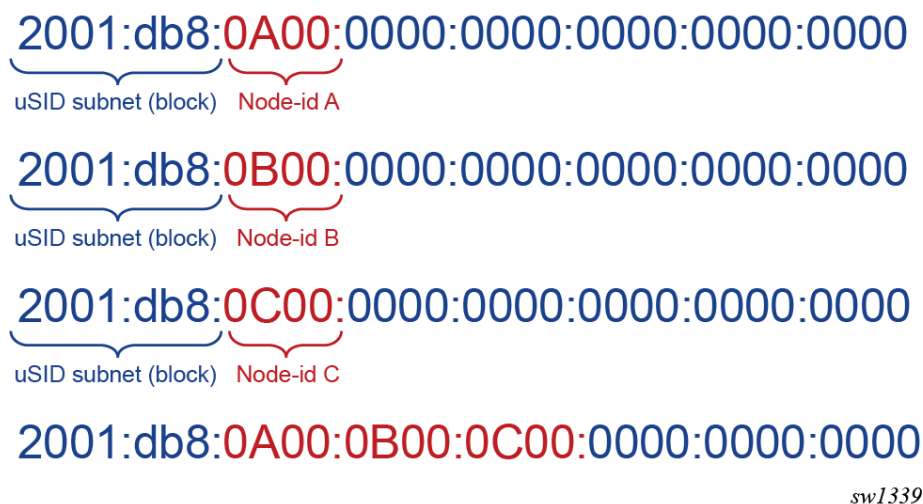 2001:db8:0A00:0000:0000:0000:0000:0000
uSID subnet (block) Node-id A
2001:db8:0B00:0000:0000:0000:0000:0000
uSID subnet (block) Node-id B
2001:db8:0C00:0000:0000:0000:0000:0000
uSID subnet (block) Node-id C
2001:db8:0A00:0B00:0C00:0000:0000:0000
sw1339